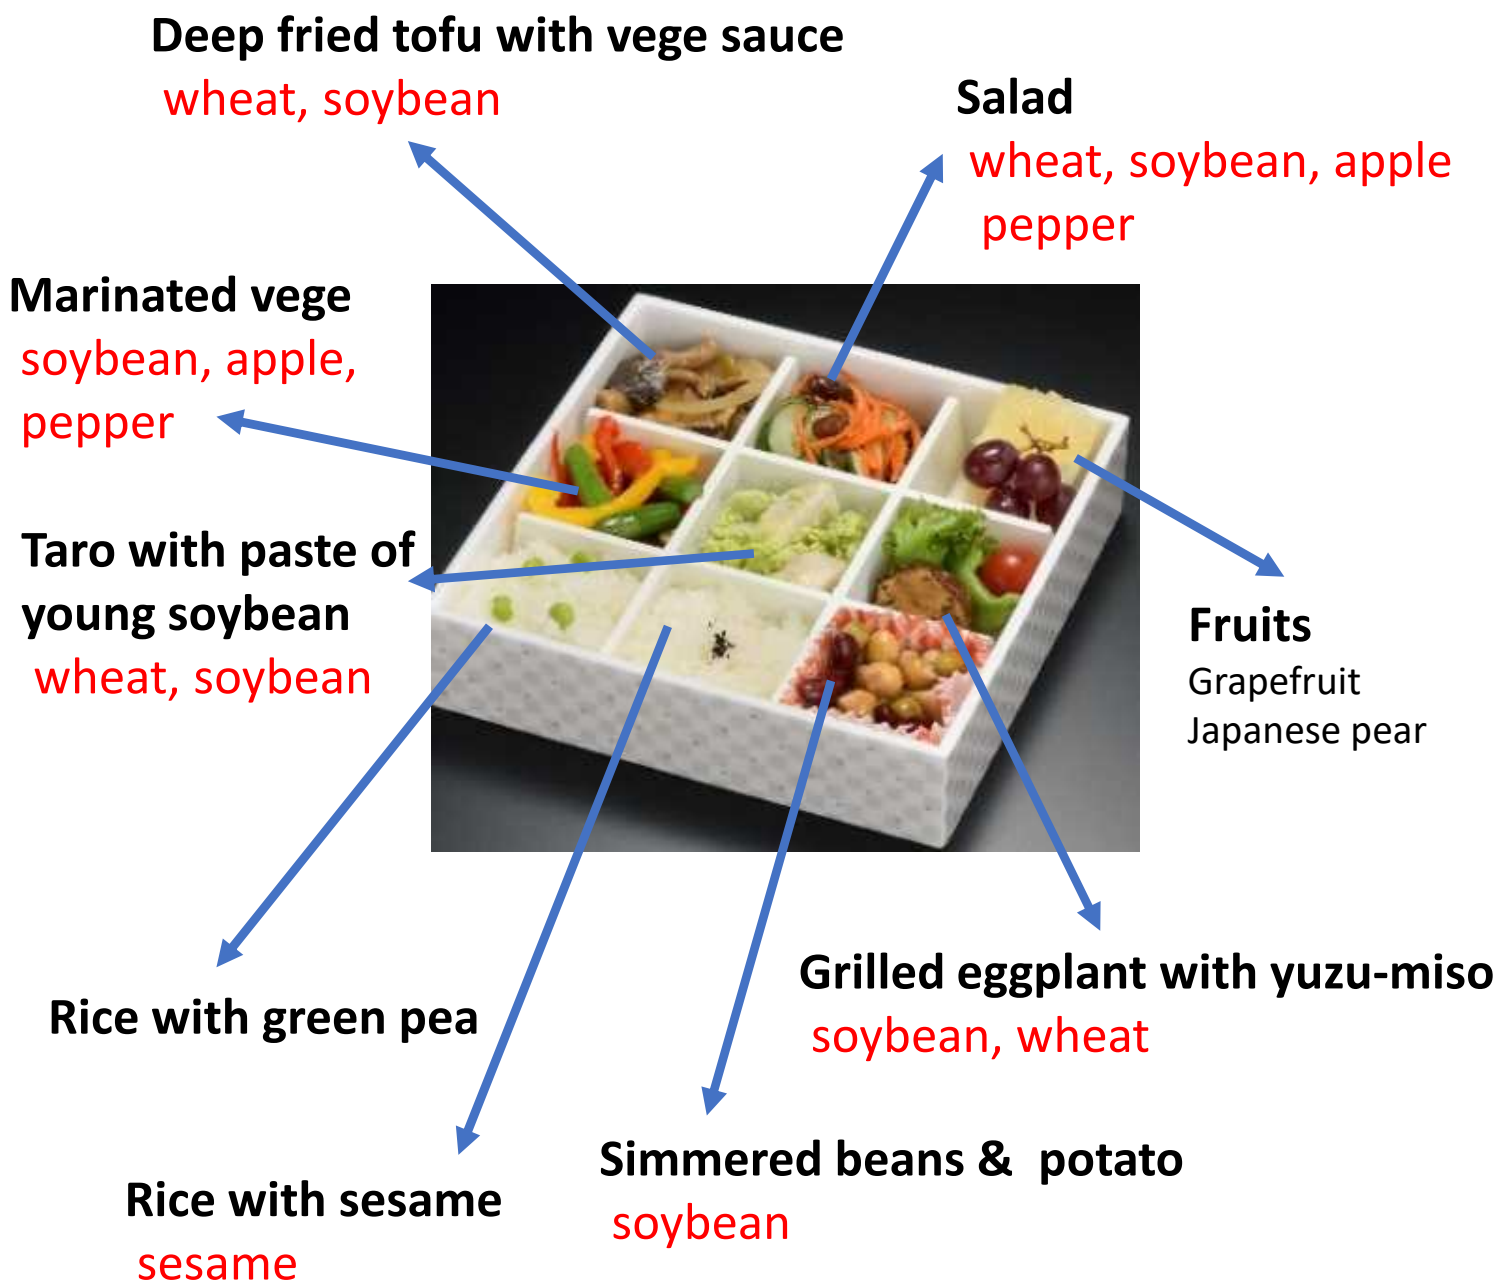 Deep fried tofu with vege sauce
wheat, soybean
Salad
wheat, soybean, apple
pepper
Marinated vege
soybean, apple,
pepper
Taro with paste of
young soybean
wheat, soybean
Fruits
Grapefruit
Japanese pear
Grilled eggplant with yuzu-miso
soybean, wheat
Rice with green pea
Simmered beans &  potato
soybean
Rice with sesame
sesame